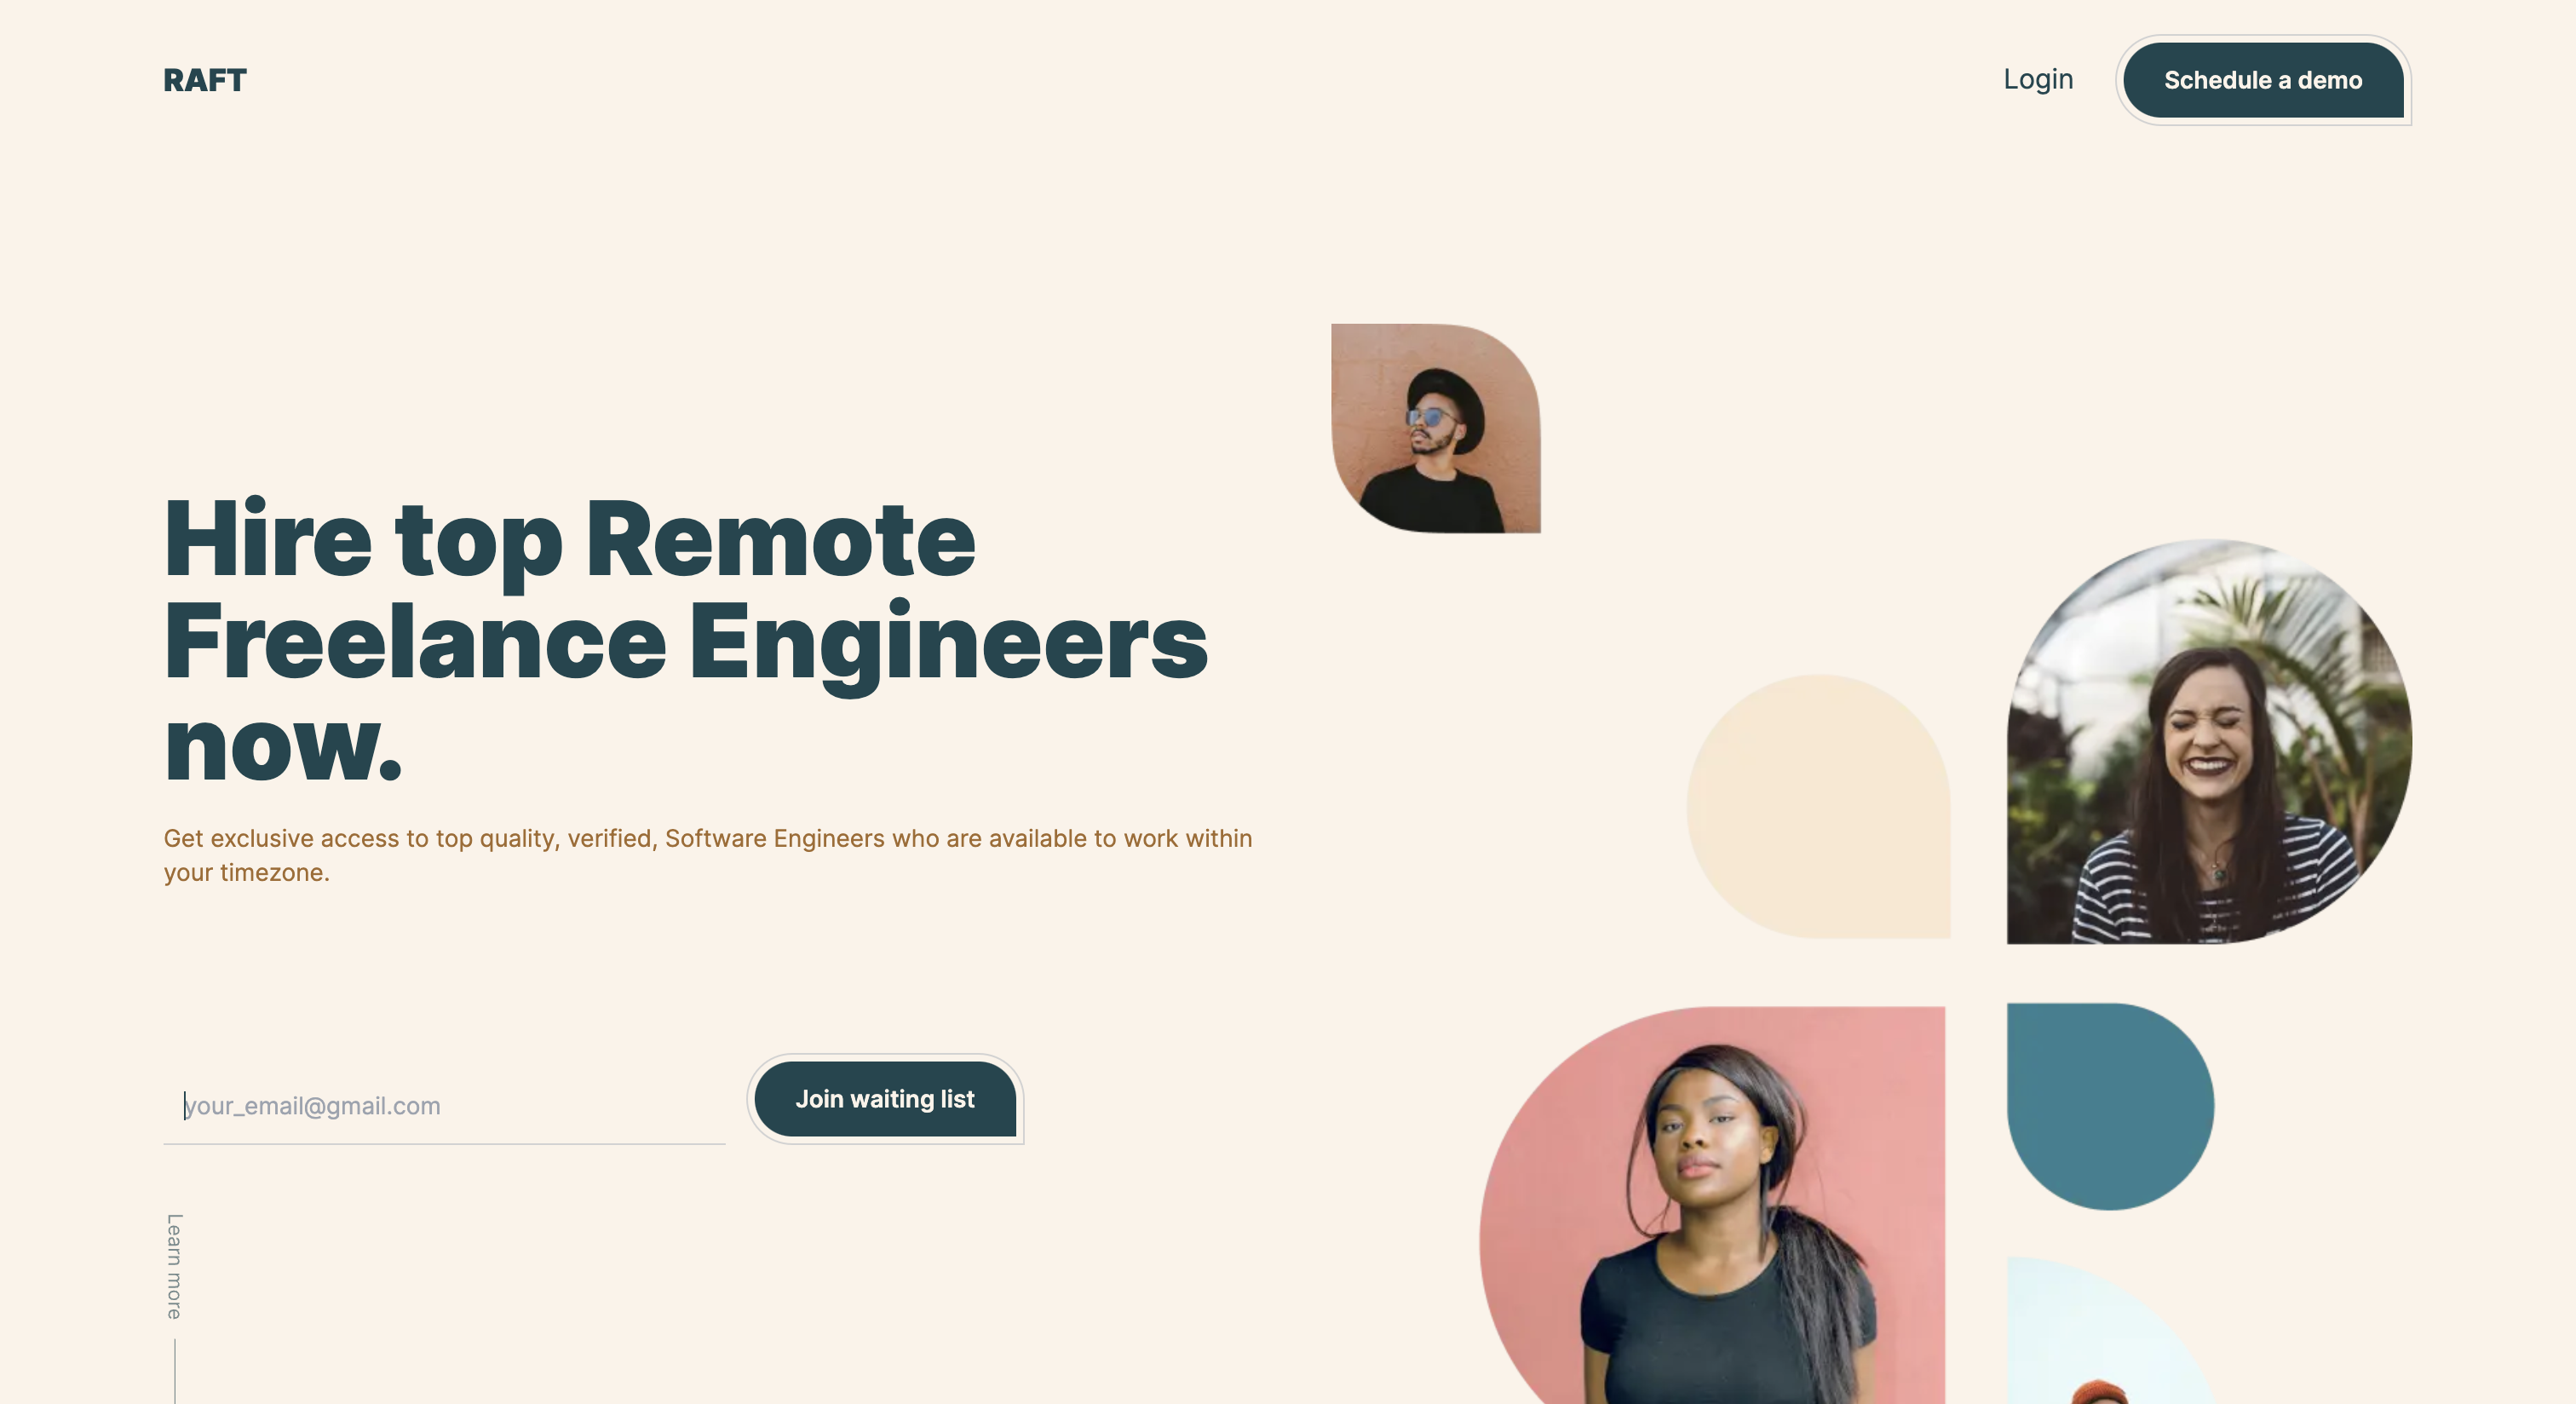 RAFT
Login
Schedule a demo
Hire top Remote
Freelance Engineers
now.
Get exclusive access to top quality, verified, Software Engineers who are available to work within
your timezone.
your_email@gmail.com
Join waiting list
Learn more